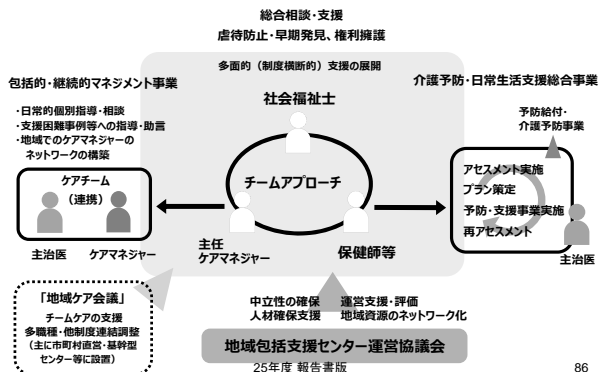 総合相談・支援
虐待防止・早期発見、権利擁護
多面的（制度横断的）支援の展開
包括的・継続的マネジメント事業
・日常的個別指導・相談
・支援困難事例等への指導・助言
・地域でのケアマネジャーの
ネットワークの構築
社会福祉士
介護予防・日常生活支援総合事業
予防給付・
介護予防事業
ケアチーム
（連携）
主治医
ケアマネジャー
チームアプローチ
主任
ケアマネジャー
保健師等
アセスメント実施
プラン策定
予防・支援事業実施
再アセスメント
主治医
「地域ケア会議」
チームケアの支援
多職種・他制度連結調整
（主に市町村直営・基幹型
センター等に設置）
中立性の確保 運営支援・評価
人材確保支援 地域資源のネットワーク化
地域包括支援センター運営協議会
25年度 報告書版
86